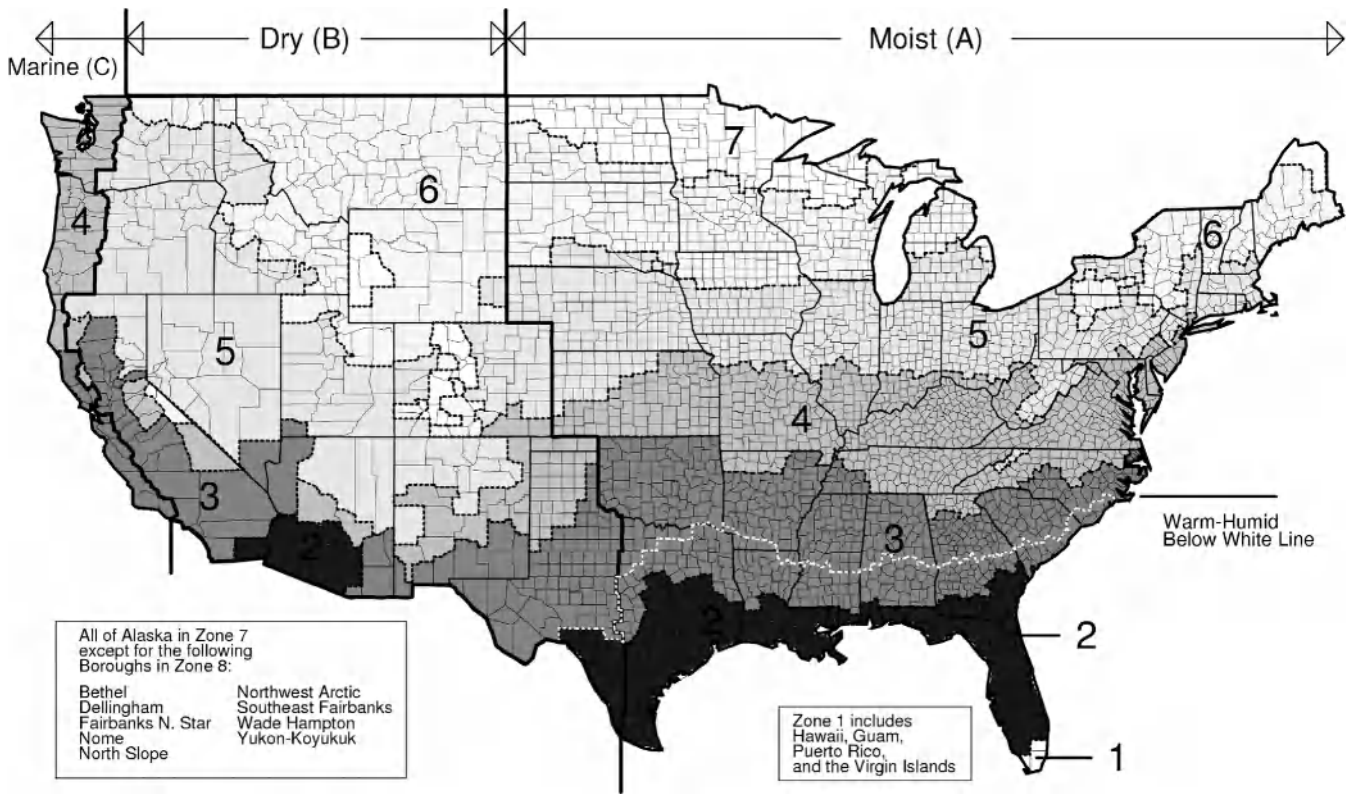 Marine (C)
Dry (B)
Moist (A)
7
6
4
6
5
5
4
3
3
2
2
Warm-Humid
Below White Line
2
1
All of Alaska in Zone 7
except for the following
Boroughs in Zone 8:
Bethel
Dellingham
Fairbanks N. Star
Nome
North Slope
Northwest Arctic
Southeast Fairbanks
Wade Hampton
Yukon-Koyukuk
Zone 1 includes
Hawaii, Guam,
Puerto Rico,
and the Virgin Islands